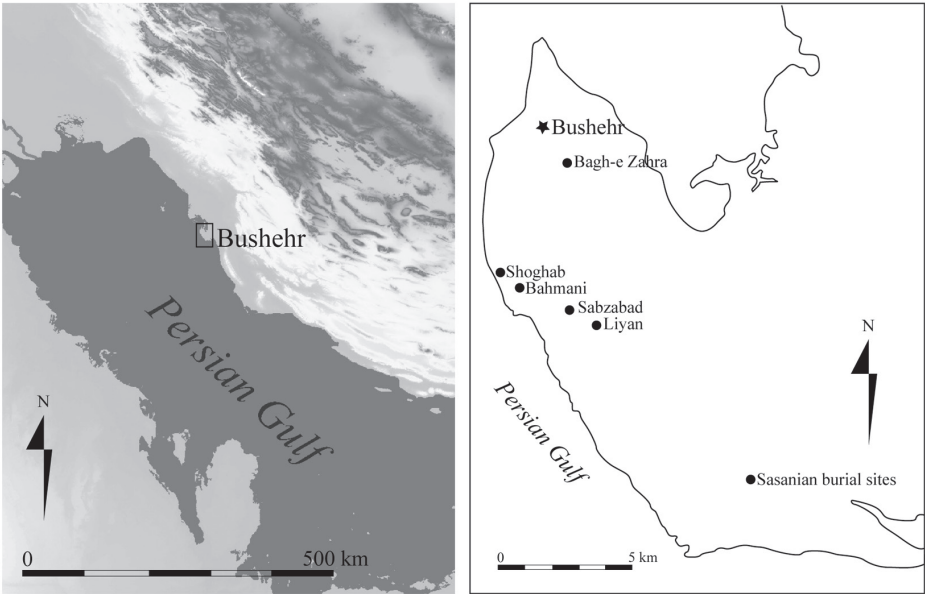 Bushehr
Persian Gulf
N
0 500 km
Bushehr
Bagh-e Zahra
Shoghab
Bahmani
Sabzabad
Liyan
N
Persian Gulf
Sasanian burial sites
0 5 km